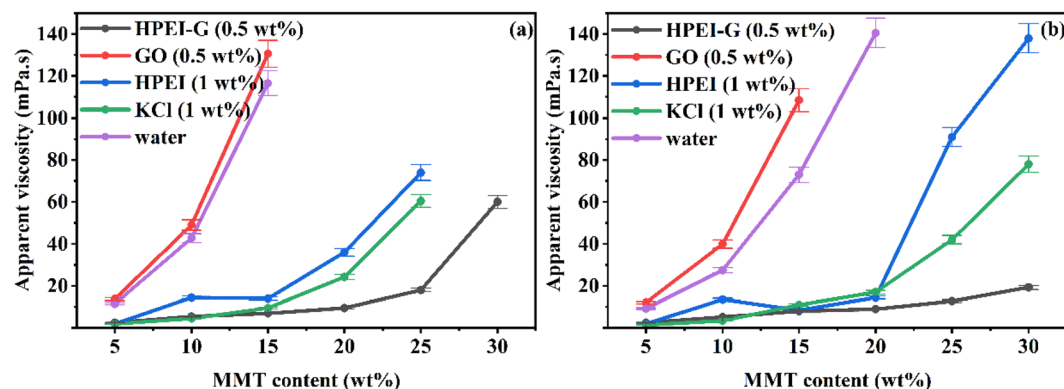 HPEI-G (0.5 wt%)
GO (0.5 wt%)
HPEI (1 wt%)
KCl (1 wt%)
water
(a)
140
120
100
80
60
40
20
Apparent viscosity (mPa.s)
5 10 15 20 25 30
MMT content (wt%)
HPEI-G (0.5 wt%)
GO (0.5 wt%)
HPEI (1 wt%)
KCl (1 wt%)
water
(b)
140
120
100
80
60
40
20
Apparent viscosity (mPa.s)
5 10 15 20 25 30
MMT content (wt%)